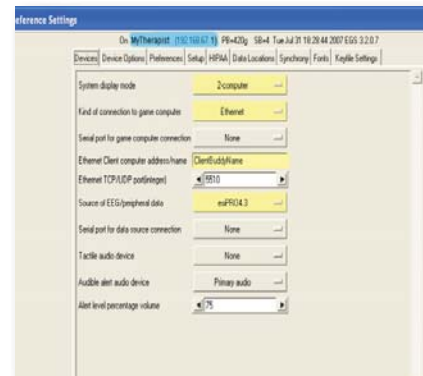 eference Settings
On MyTherapist (192.168.67.1) PB=420g SB=4 Tue Jul 31 18:28:44 2007 EGS 3.2.0.7
Devices Device Options Preferences Setup HIPAA Data Locations Synchrony Fonts Keyfile Settings
System display mode 2-computer
Kind of connection to game computer Ethernet
Serial port for game computer connection None
Ethernet Client computer address/name ClientBuddyName
Ethernet TCP/UDP port(integer) 5510
Source of EEG/peripheral data eePRO4.3
Serial port for data source connection None
Tactile audio device None
Audible alert audio device Primary audio
Alert level percentage volume 75